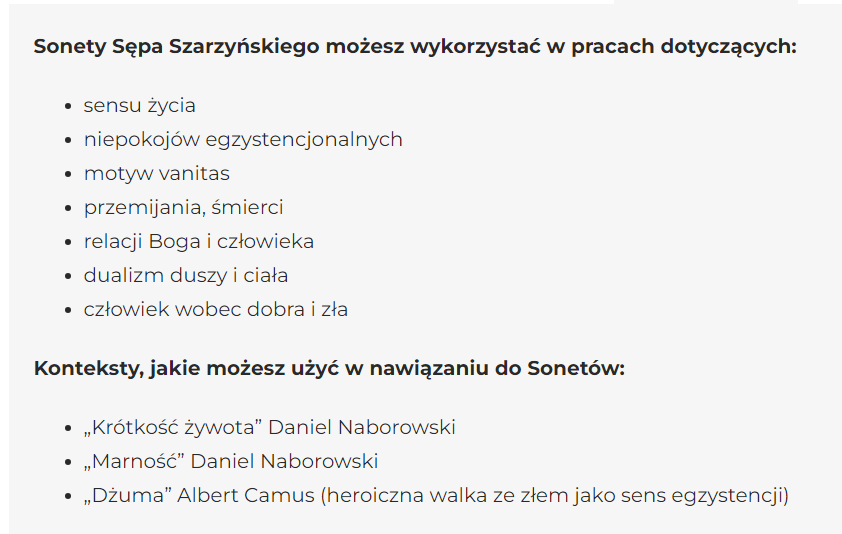 Sonety Sępa Szarzyńskiego możesz wykorzystać w pracach dotyczących:
• sensu życia
• niepokojów egzystencjonalnych
• motyw vanitas
• przemijania, śmierci
• relacji Boga i człowieka
• dualizm duszy i ciała
• człowiek wobec dobra i zła
Konteksty, jakie możesz użyć w nawiązaniu do Sonetów:
• „Krótkość żywota” Daniel Naborowski
• „Marność” Daniel Naborowski
• „Dżuma” Albert Camus (heroiczna walka ze złem jako sens egzystencji)